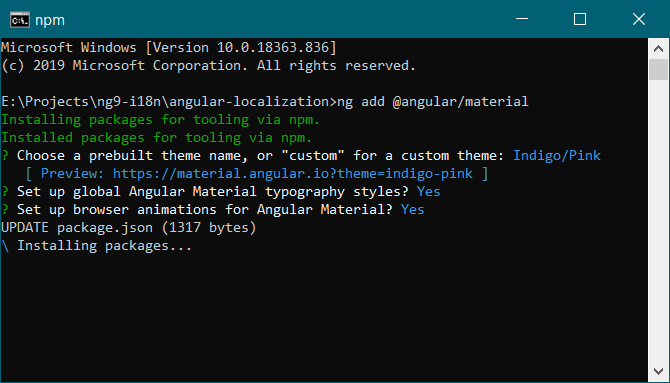 npm
Microsoft Windows [Version 10.0.18363.836]
(c) 2019 Microsoft Corporation. All rights reserved.
E:\Projects\ng9-i18n\angular-localization>ng add @angular/material
Installing packages for tooling via npm.
Installed packages for tooling via npm.
? Choose a prebuilt theme name, or "custom" for a custom theme: Indigo/Pink
[ Preview: https://material.angular.io?theme=indigo-pink ]
? Set up global Angular Material typography styles? Yes
? Set up browser animations for Angular Material? Yes
UPDATE package.json (1317 bytes)
\ Installing packages...